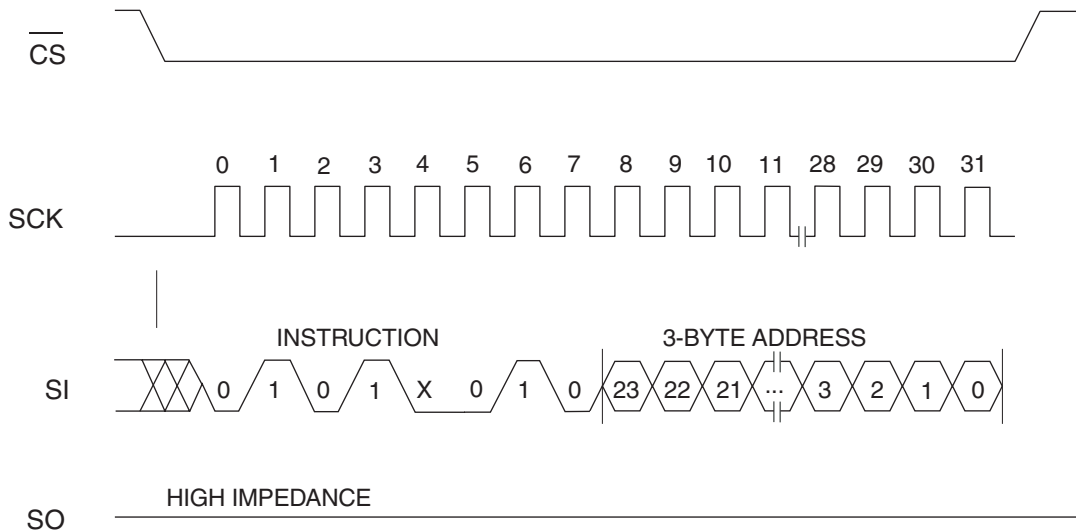 CS
0 1 2 3 4 5 6 7 8 9 10 11 28 29 30 31
SCK
INSTRUCTION 3-BYTE ADDRESS
SI 0 1 0 1 X 0 1 0 23 22 21 ... 3 2 1 0
HIGH IMPEDANCE
SO